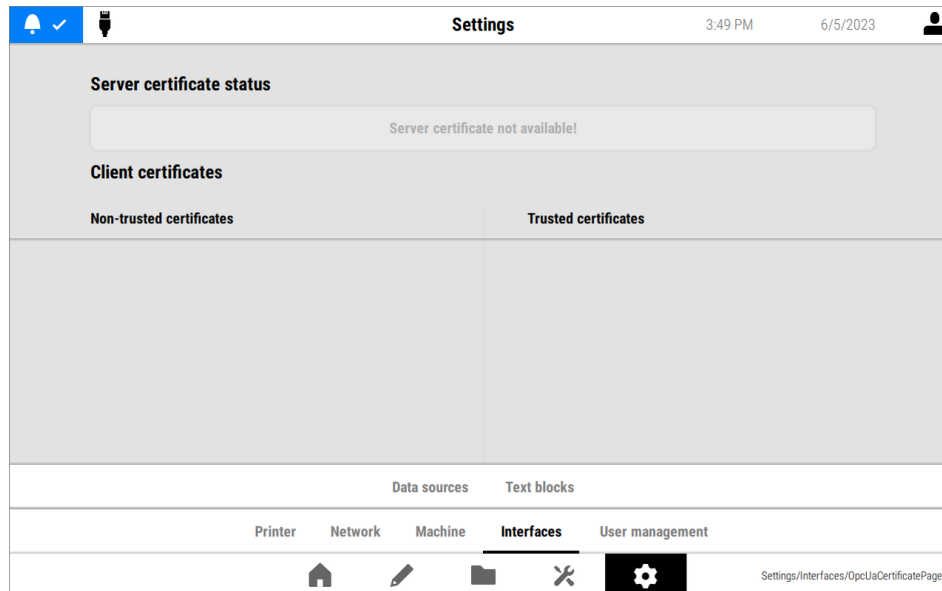 Settings 3:49 PM 6/5/2023
Server certificate status
Server certificate not available!
Client certificates
Non-trusted certificates Trusted certificates
Data sources Text blocks
Printer Network Machine Interfaces User management
Settings/Interfaces/OpcUaCertificatePage